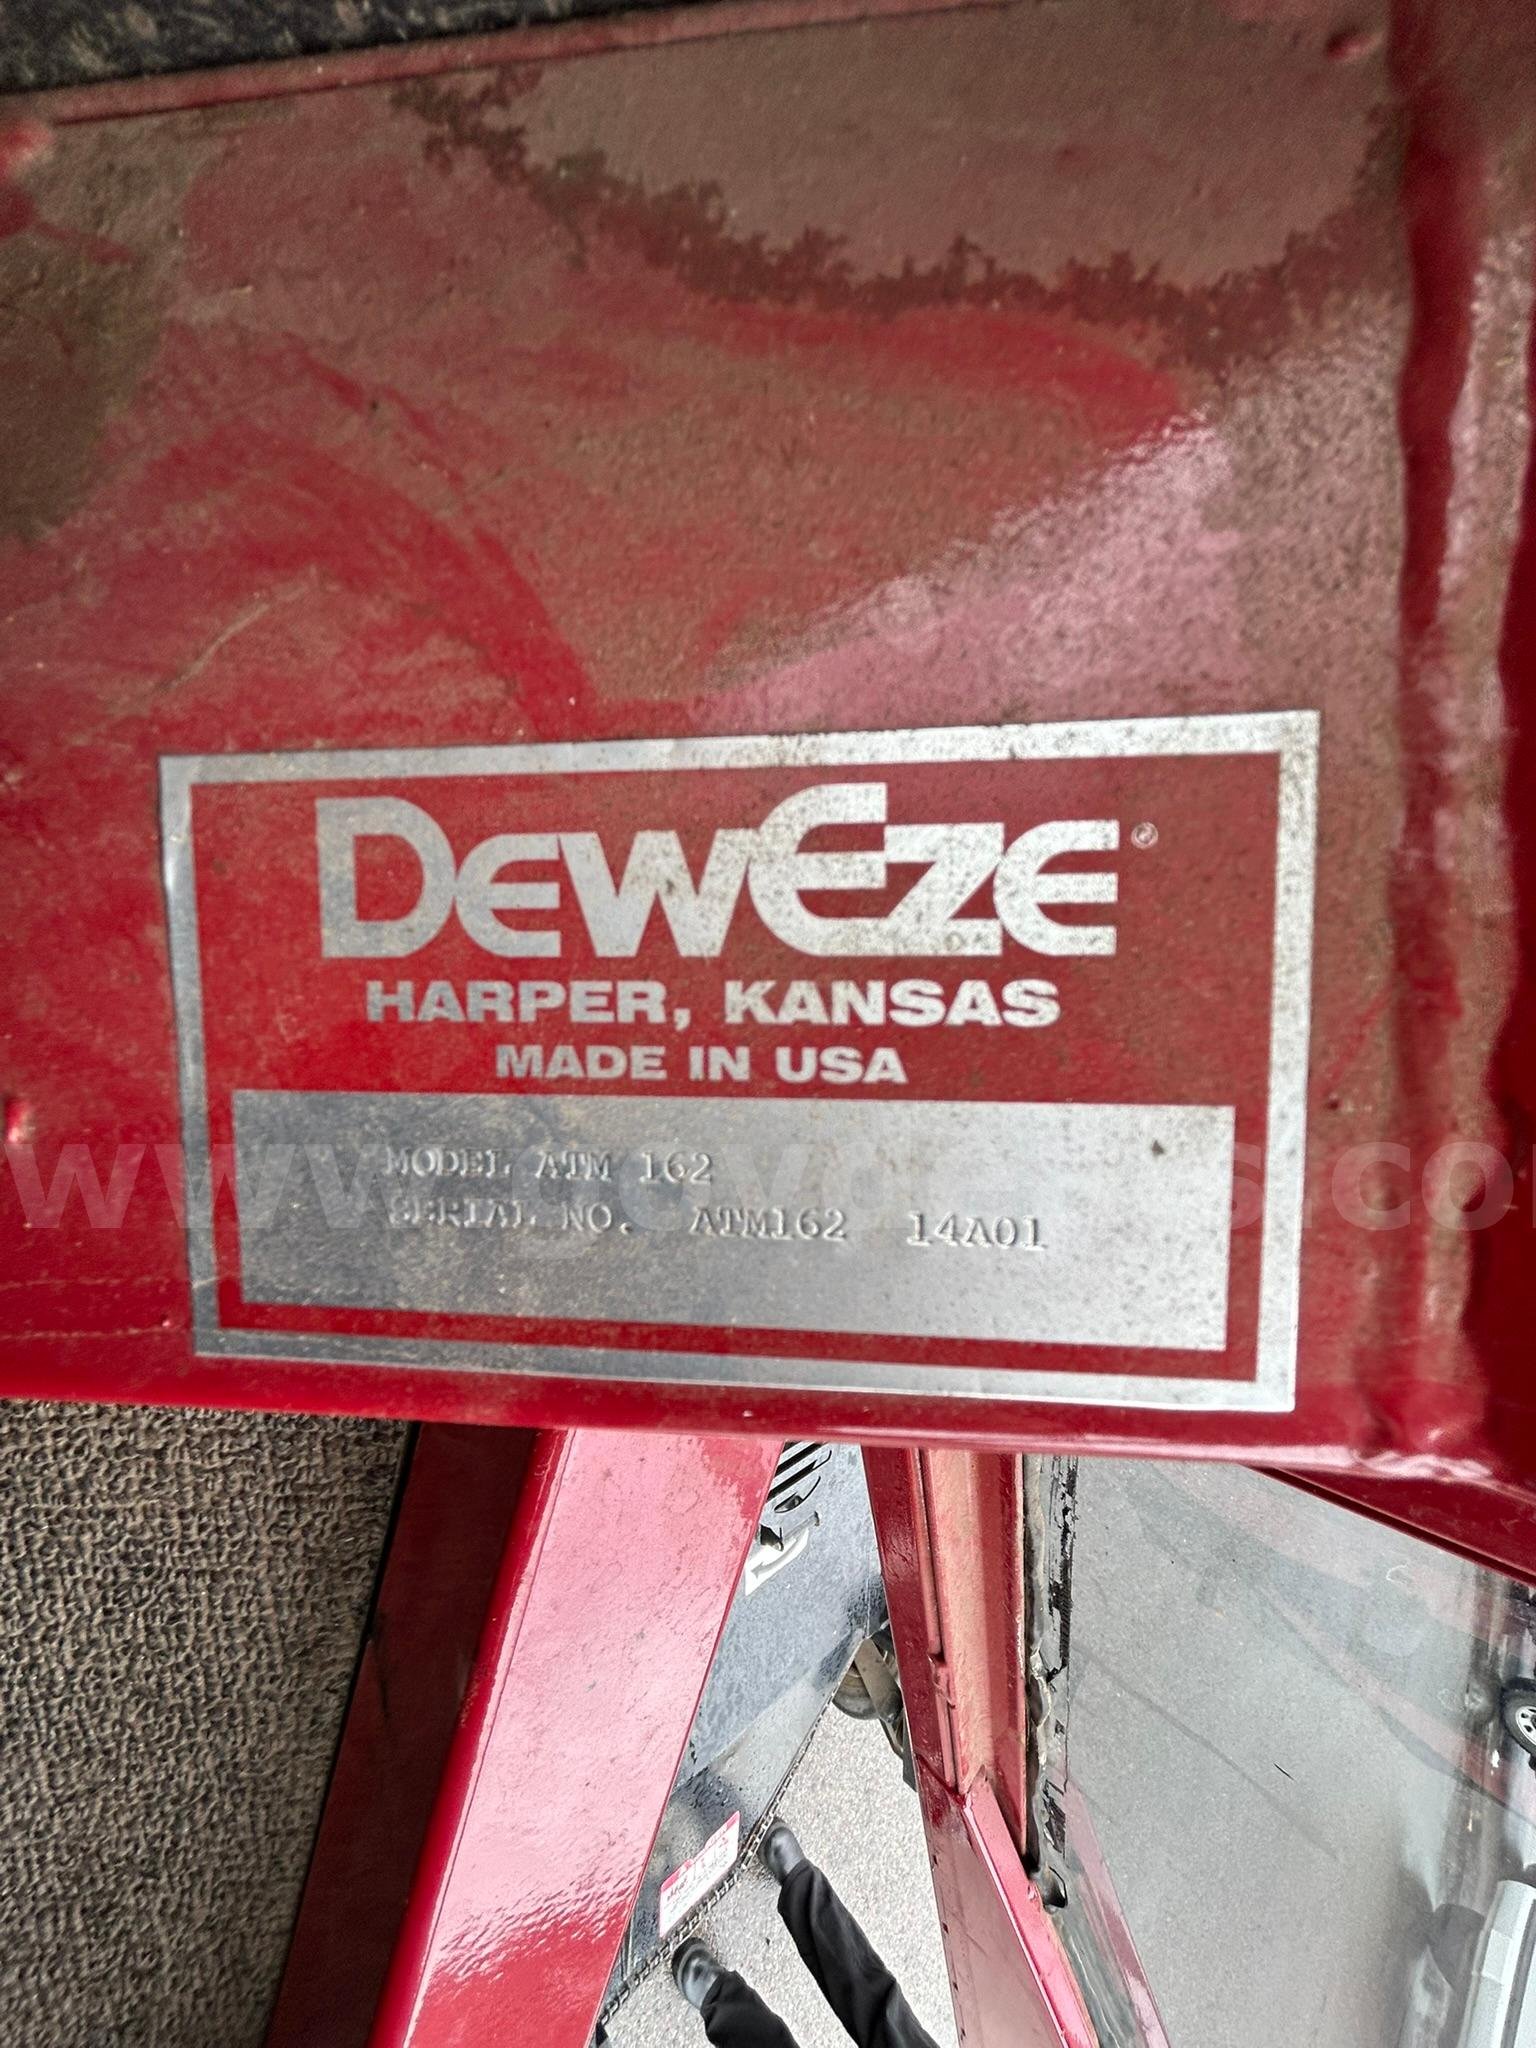 DewEze®
HARPER, KANSAS
MADE IN USA
MODEL ATM 162
SERIAL NO. ATM162 14A01